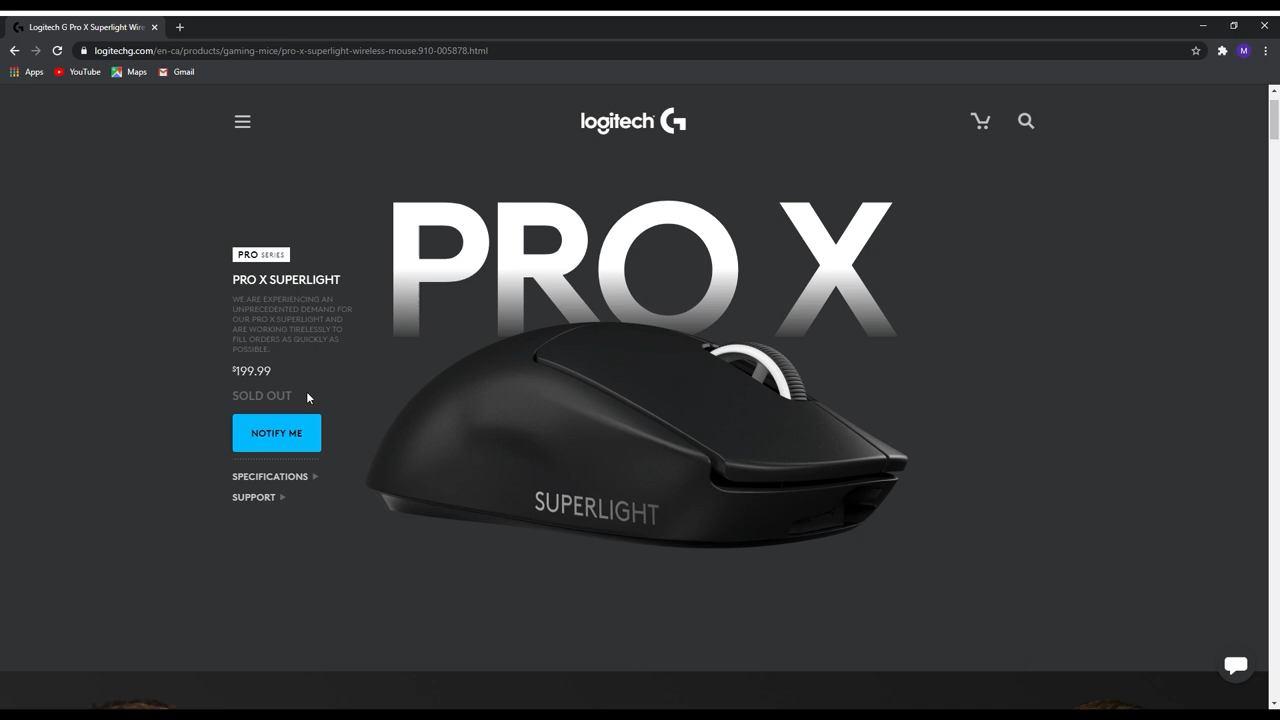 Logitech G Pro X Superlight Wire
logitechg.com/en-ca/products/gaming-mice/pro-x-superlight-wireless-mouse.910-005878.html
M
Apps YouTube Maps Gmail
logitech G
PRO X
PRO SERIES
PRO X SUPERLIGHT
WE ARE EXPERIENCING AN
UNPRECEDENTED DEMAND FOR
OUR PRO X SUPERLIGHT AND
ARE WORKING TIRELESSLY TO
FILL ORDERS AS QUICKLY AS
POSSIBLE.
$199.99
SOLD OUT
NOTIFY ME
SPECIFICATIONS
SUPPORT
SUPERLIGHT